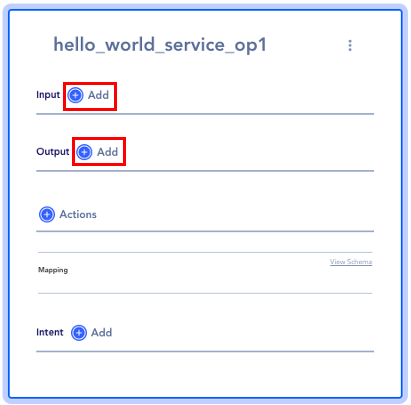 hello_world_service_op1
Input Add
Output Add
Actions
View Schema
Mapping
Intent Add